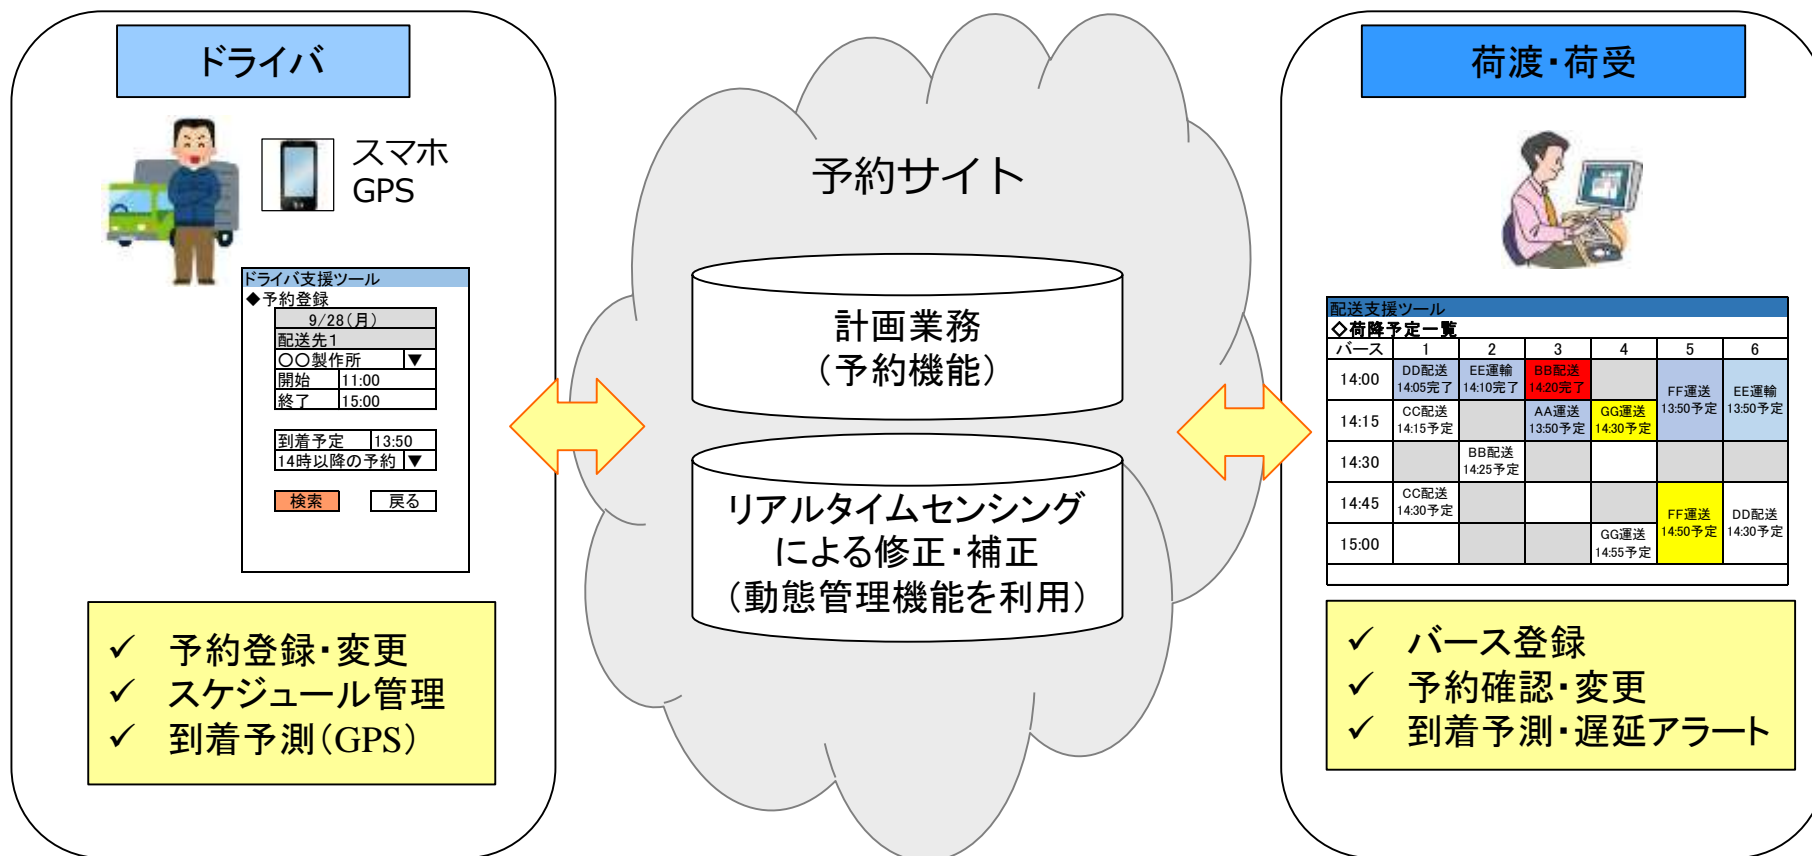 ドライバ
スマホ
GPS
ドライバ支援ツール
◆予約登録
9/28(月)
配送先1
〇〇製作所 ▼
開始 11:00
終了 15:00
到着予定 13:50
14時以降の予約 ▼
検索 戻る
✓ 予約登録・変更
✓ スケジュール管理
✓ 到着予測(GPS)
予約サイト
計画業務
(予約機能)
リアルタイムセンシング
による修正・補正
(動態管理機能を利用)
荷渡・荷受
配送支援ツール
◇荷降予定一覧
バース 1 2 3 4 5 6
14:00 DD配送 14:05完了 EE運輸 14:10完了 BB配送 14:20完了 FF運送 13:50予定 EE運輸 13:50予定
14:15 CC配送 14:15予定 AA運送 13:50予定 GG運送 14:30予定
14:30 BB配送 14:25予定
14:45 CC配送 14:30予定 FF運送 14:50予定 DD配送 14:30予定
15:00 GG運送 14:55予定
✓ バース登録
✓ 予約確認・変更
✓ 到着予測・遅延アラート